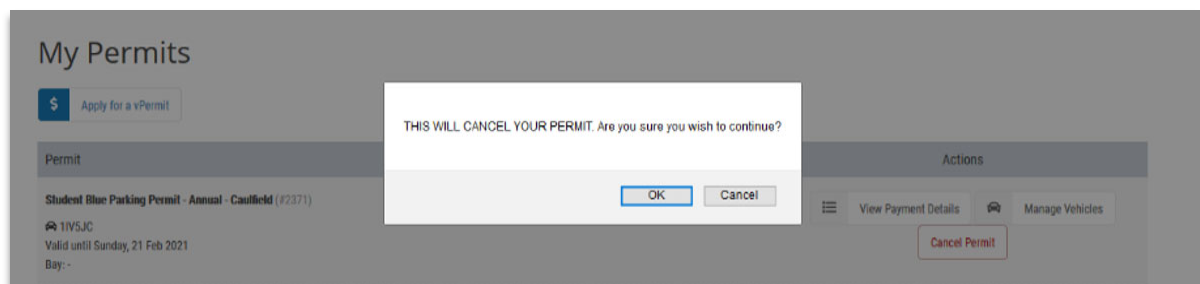 My Permits
$ Apply for a vPermit
THIS WILL CANCEL YOUR PERMIT. Are you sure you wish to continue?
OK Cancel
Permit Actions
Student Blue Parking Permit - Annual - Caulfield (#2371)
1IV5JC
Valid until Sunday, 21 Feb 2021
Bay: -
View Payment Details Manage Vehicles
Cancel Permit